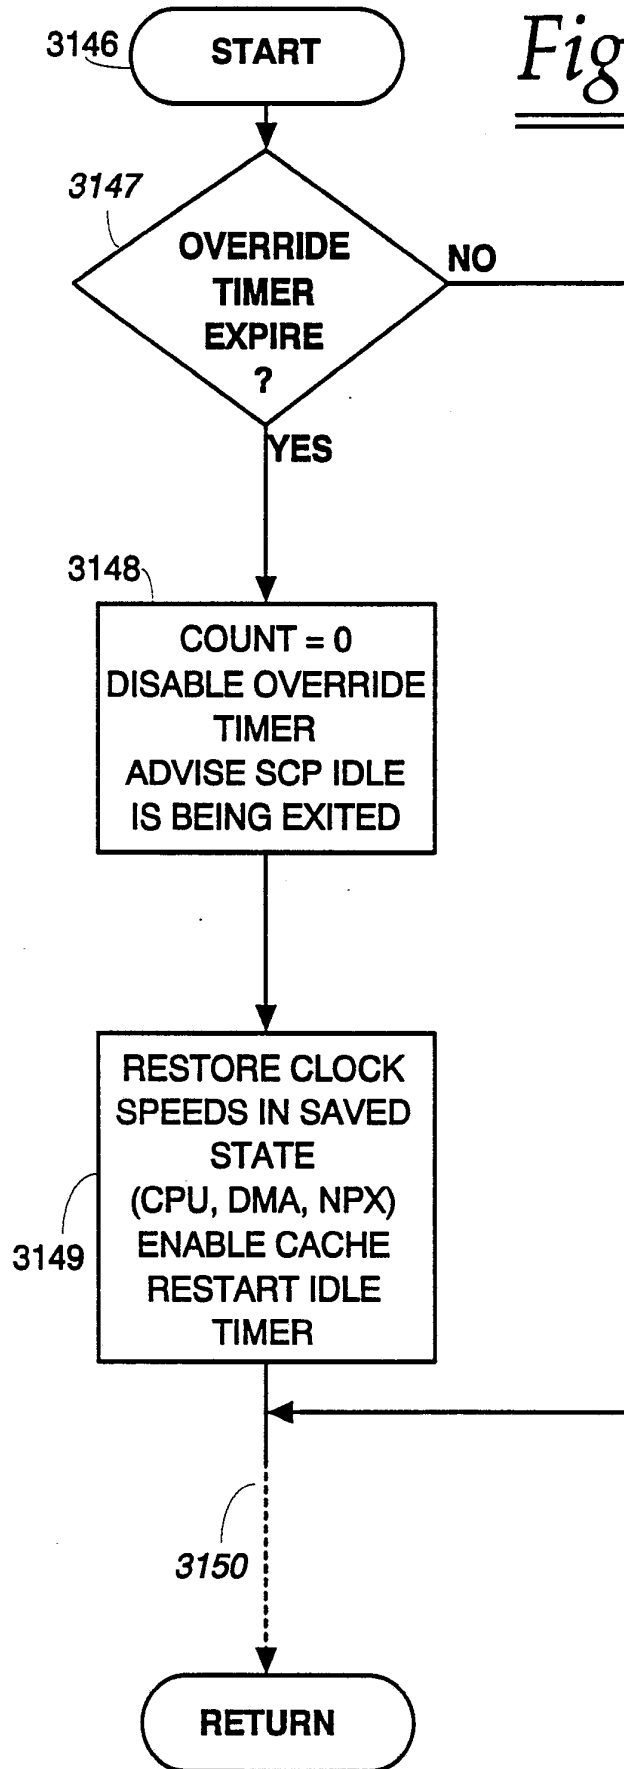 3146
START
Fig
3147
OVERRIDE
TIMER
EXPIRE
?
NO
YES
3148
COUNT = 0
DISABLE OVERRIDE
TIMER
ADVISE SCP IDLE
IS BEING EXITED
RESTORE CLOCK
SPEEDS IN SAVED
STATE
(CPU, DMA, NPX)
ENABLE CACHE
RESTART IDLE
TIMER
3149
3150
RETURN